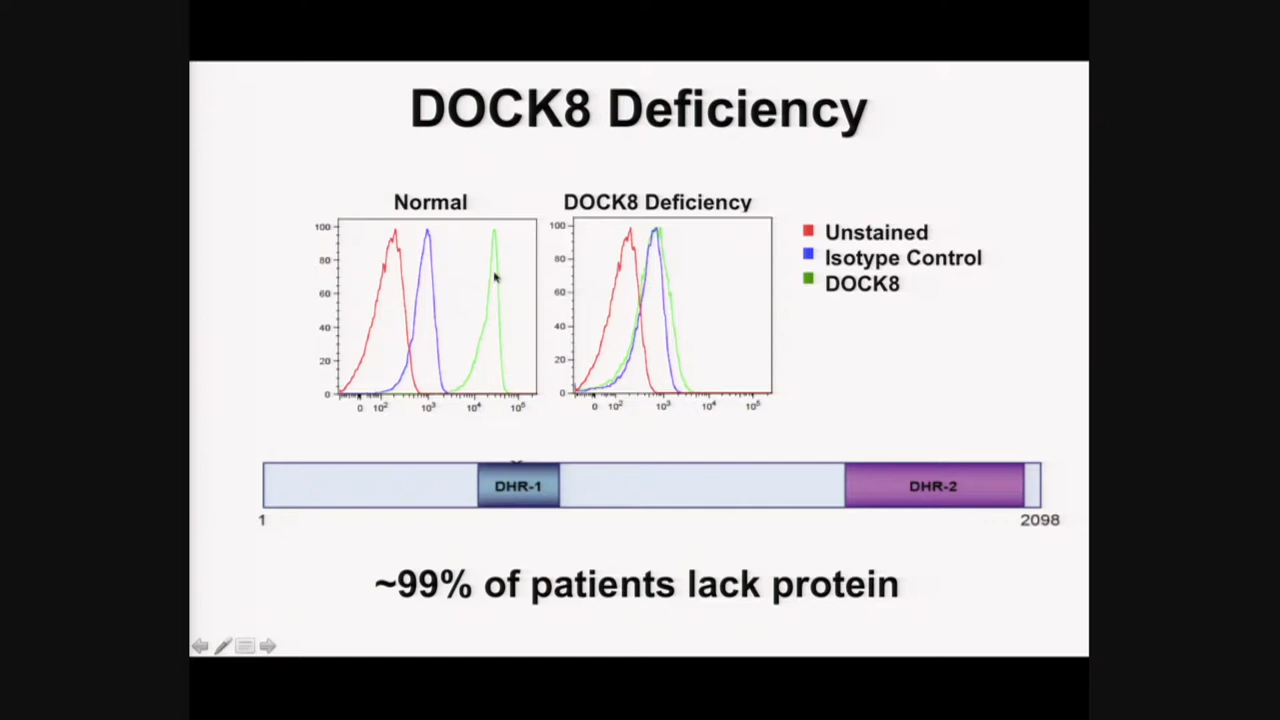 DOCK8 Deficiency
Normal
DOCK8 Deficiency
100
80
60
40
20
0
0 10² 10³ 10⁴ 10⁵
100
80
60
40
20
0
0 10² 10³ 10⁴ 10⁵
Unstained
Isotype Control
DOCK8
DHR-1
DHR-2
1
2098
~99% of patients lack protein